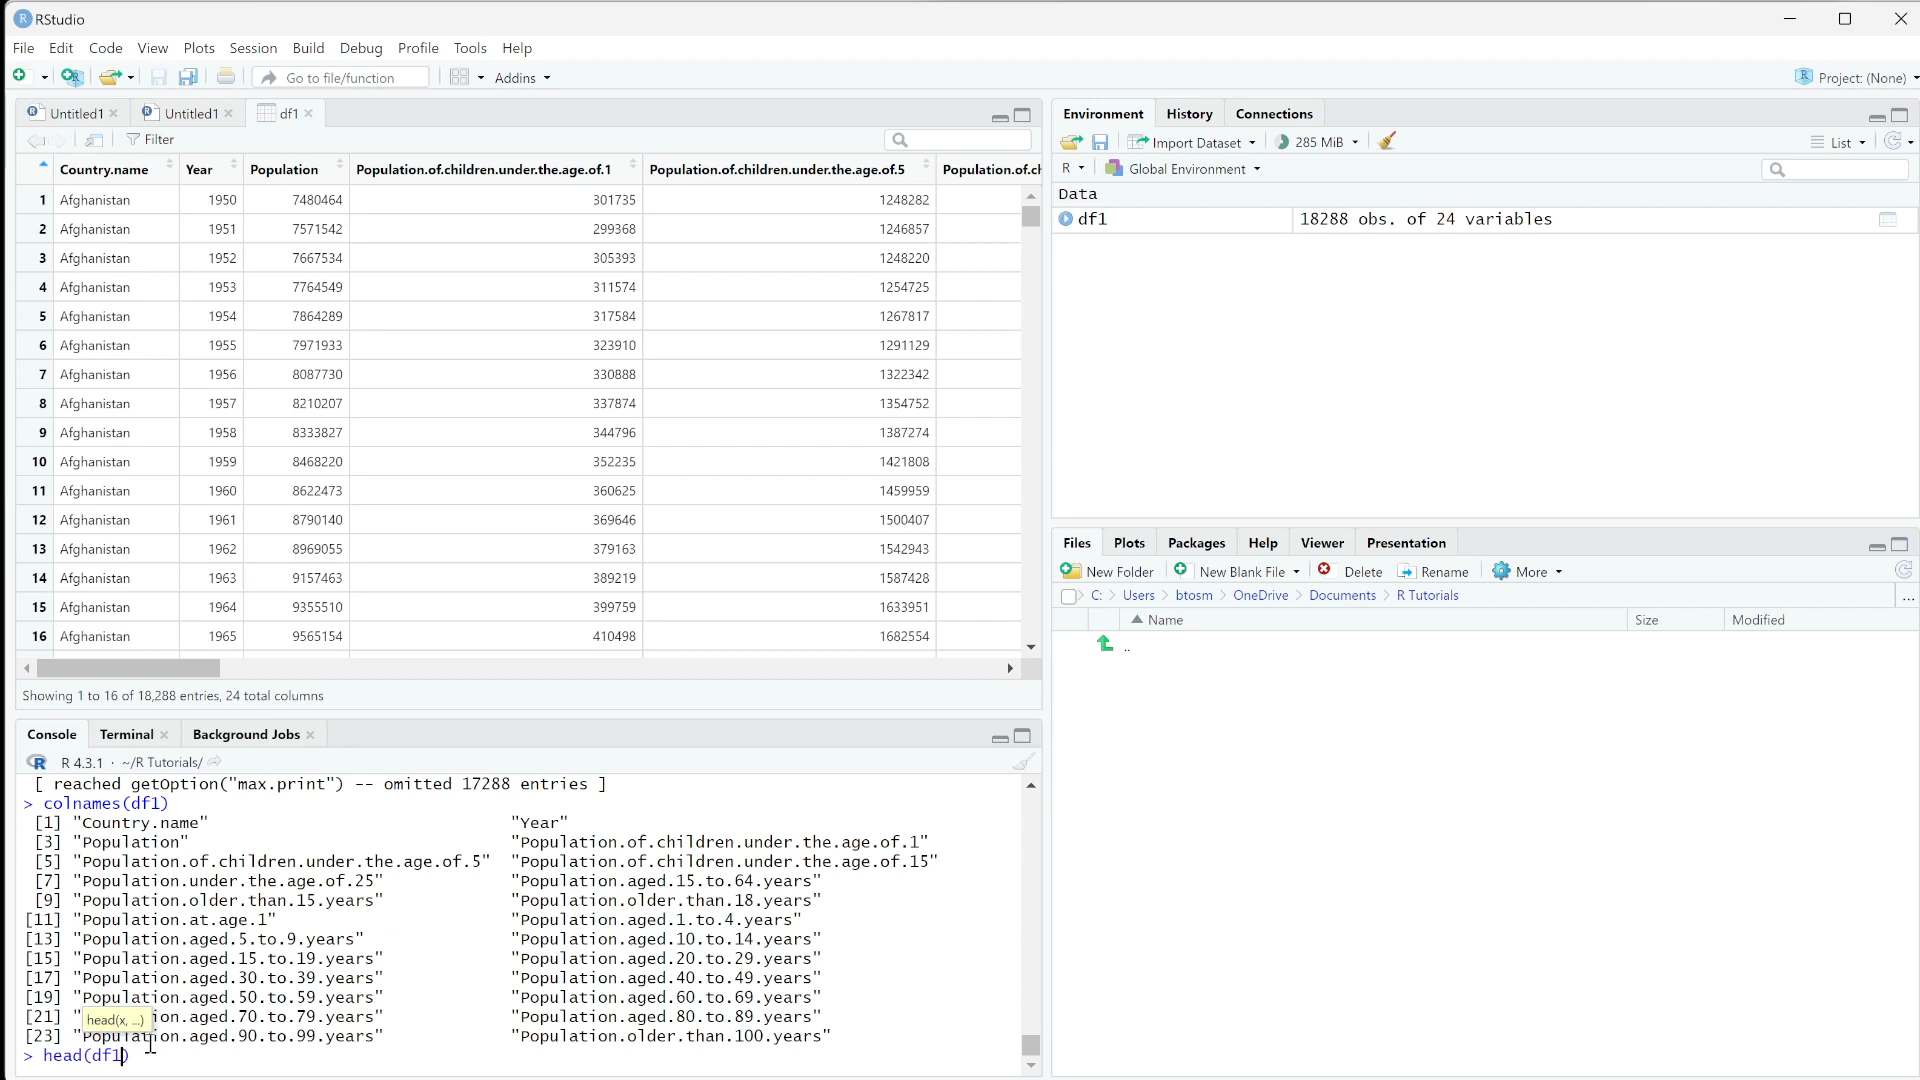 RStudio
File Edit Code View Plots Session Build Debug Profile Tools Help
Go to file/function Addins Project: (None)
Untitled1 Untitled1 df1
Filter
Country.name Year Population Population.of.children.under.the.age.of.1 Population.of.children.under.the.age.of.5 Population.of.ch
1 Afghanistan 1950 7480464 301735 1248282
2 Afghanistan 1951 7571542 299368 1246857
3 Afghanistan 1952 7667534 305393 1248220
4 Afghanistan 1953 7764549 311574 1254725
5 Afghanistan 1954 7864289 317584 1267817
6 Afghanistan 1955 7971933 323910 1291129
7 Afghanistan 1956 8087730 330888 1322342
8 Afghanistan 1957 8210207 337874 1354752
9 Afghanistan 1958 8333827 344796 1387274
10 Afghanistan 1959 8468220 352235 1421808
11 Afghanistan 1960 8622473 360625 1459959
12 Afghanistan 1961 8790140 369646 1500407
13 Afghanistan 1962 8969055 379163 1542943
14 Afghanistan 1963 9157463 389219 1587428
15 Afghanistan 1964 9355510 399759 1633951
16 Afghanistan 1965 9565154 410498 1682554
Showing 1 to 16 of 18,288 entries, 24 total columns
Console Terminal Background Jobs
R 4.3.1 · ~/R Tutorials/
[ reached getOption("max.print") -- omitted 17288 entries ]
> colnames(df1)
[1] "Country.name" "Year"
[3] "Population" "Population.of.children.under.the.age.of.1"
[5] "Population.of.children.under.the.age.of.5" "Population.of.children.under.the.age.of.15"
[7] "Population.under.the.age.of.25" "Population.aged.15.to.64.years"
[9] "Population.older.than.15.years" "Population.older.than.18.years"
[11] "Population.at.age.1" "Population.aged.1.to.4.years"
[13] "Population.aged.5.to.9.years" "Population.aged.10.to.14.years"
[15] "Population.aged.15.to.19.years" "Population.aged.20.to.29.years"
[17] "Population.aged.30.to.39.years" "Population.aged.40.to.49.years"
[19] "Population.aged.50.to.59.years" "Population.aged.60.to.69.years"
[21] " head(x, ...) ion.aged.70.to.79.years" "Population.aged.80.to.89.years"
[23] "Population.aged.90.to.99.years" "Population.older.than.100.years"
> head(df1)
Environment History Connections
Import Dataset 285 MiB List
R Global Environment
Data
df1 18288 obs. of 24 variables
Files Plots Packages Help Viewer Presentation
New Folder New Blank File Delete Rename More
C: > Users > btosm > OneDrive > Documents > R Tutorials ...
Name Size Modified
..